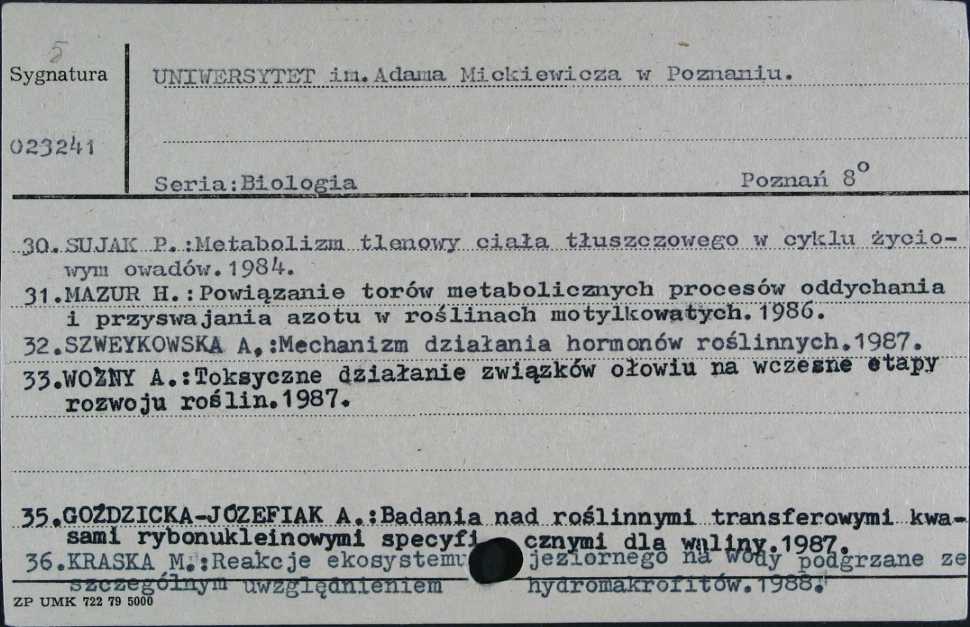 5
Sygnatura
UNIWERSYTET im.Adama Mickiewicza w Poznaniu.
023241
Seria:Biologia
Poznań 8°
30.SUJAK P.:Metabolizm tlenowy ciała tłuszczowego w cyklu życio-
wym owadów.1984.
31.MAZUR H.:Powiązanie torów metabolicznych procesów oddychania
i przyswajania azotu w roślinach motylkowatych.1986.
32.SZWEYKOWSKA A.:Mechanizm działania hormonów roślinnych.1987.
33.WOŹNY A.:Toksyczne działanie związków ołowiu na wczesne etapy
rozwoju roślin.1987.
35.GOŹDZICKA-JÓZEFIAK A.:Badania nad roślinnymi transferowymi kwa-
sami rybonukleinowymi specyfi cznymi dla waliny.1987.
36.KRASKA M.:Reakcje ekosystemu jeziornego na wody podgrzane ze
szczególnym uwzględnieniem hydromakrofitów.1988.
ZP UMK 722 79 5000